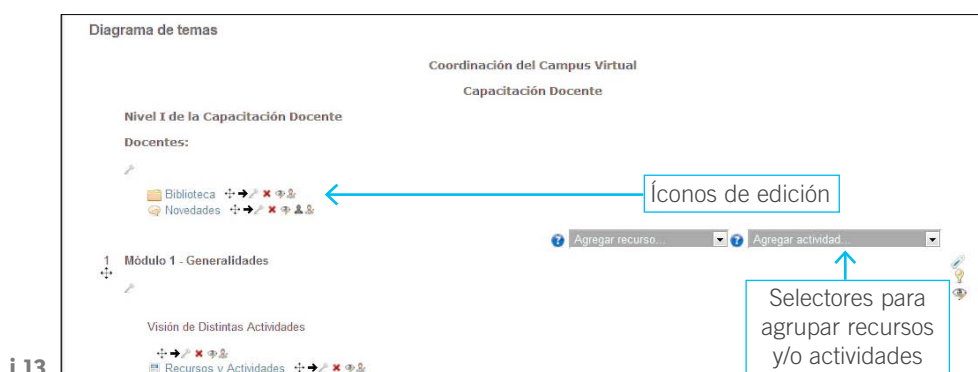 Diagrama de temas
Coordinación del Campus Virtual
Capacitación Docente
Nivel I de la Capacitación Docente
Docentes:
Biblioteca
Íconos de edición
Novedades
Agregar recurso...
Agregar actividad...
1 Módulo 1 - Generalidades
Selectores para
agrupar recursos
y/o actividades
Visión de Distintas Actividades
Recursos y Actividades
i 13